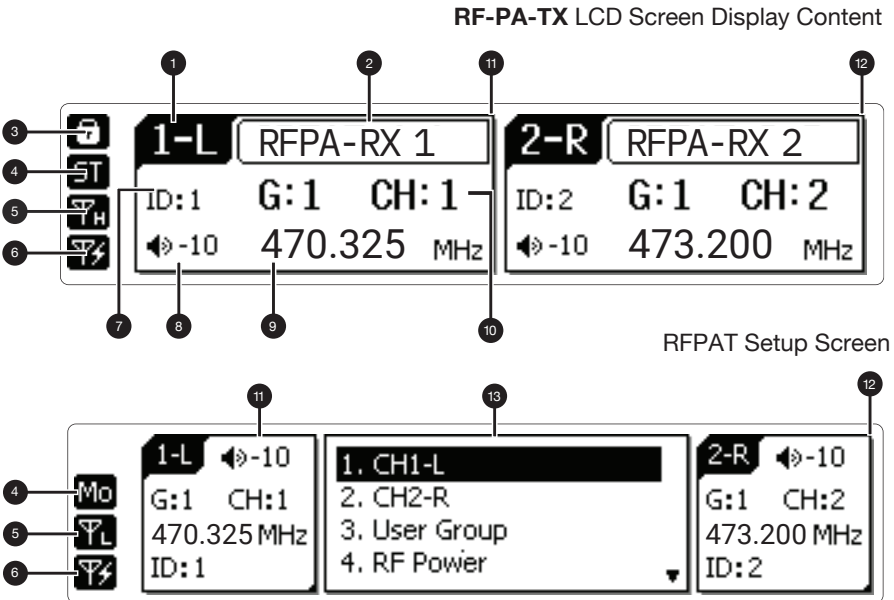 RF-PA-TX LCD Screen Display Content
1 2 11 12
3 4 5 6
ST
H
1-L RFPA-RX 1
ID:1 G:1 CH:1
-10 470.325 MHz
2-R RFPA-RX 2
ID:2 G:1 CH:2
-10 473.200 MHz
7 8 9 10
RFPAT Setup Screen
11 13 12
4 5 6
Mo
L
1-L -10
G:1 CH:1
470.325 MHz
ID:1
1. CH1-L
2. CH2-R
3. User Group
4. RF Power
2-R -10
G:1 CH:2
473.200 MHz
ID:2